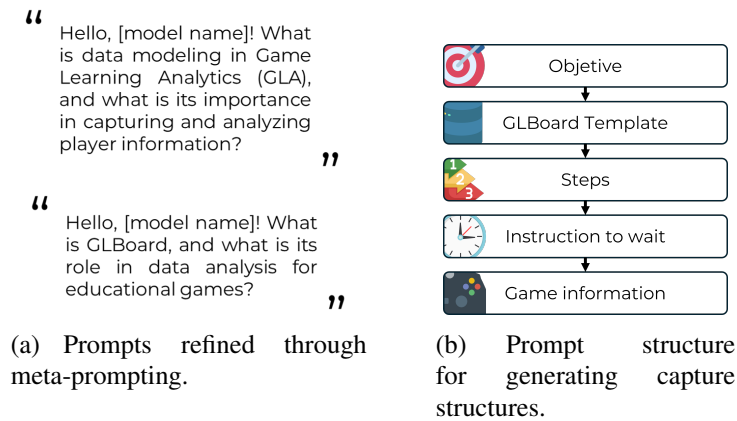 “
Hello, [model name]! What
is data modeling in Game
Learning Analytics (GLA),
and what is its importance
in capturing and analyzing
player information?
”
“
Hello, [model name]! What
is GLBoard, and what is its
role in data analysis for
educational games?
”
(a) Prompts refined through
meta-prompting.
Objetive
GLBoard Template
1
2
3
Steps
Instruction to wait
Game information
(b) Prompt structure
for generating capture
structures.